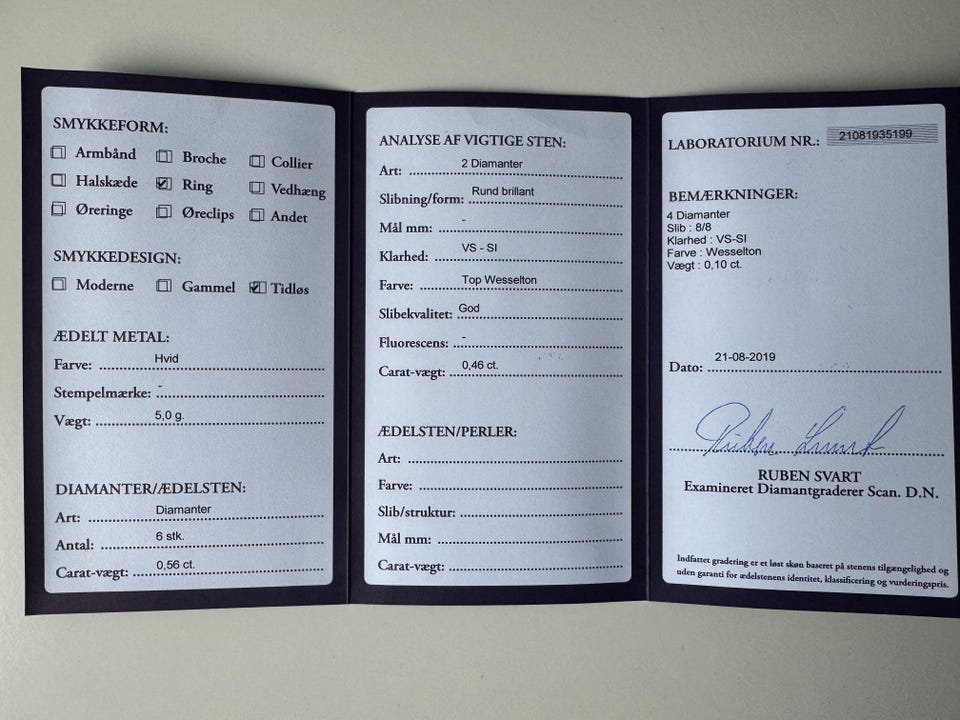 SMYKKEFORM:
Armbånd Broche Collier
Halskæde Ring Vedhæng
Øreringe Øreclips Andet
SMYKKEDESIGN:
Moderne Gammel Tidløs
ÆDELT METAL:
Farve: Hvid
Stempelmærke: -
Vægt: 5,0 g.
DIAMANTER/ÆDELSTEN:
Art: Diamanter
Antal: 6 stk.
Carat-vægt: 0,56 ct.
ANALYSE AF VIGTIGE STEN:
Art: 2 Diamanter
Slibning/form: Rund brillant
Mål mm: -
Klarhed: VS - SI
Farve: Top Wesselton
Slibekvalitet: God
Fluorescens: -
Carat-vægt: 0,46 ct.
ÆDELSTEN/PERLER:
Art:
Farve:
Slib/struktur:
Mål mm:
Carat-vægt:
LABORATORIUM NR.: 21081935199
BEMÆRKNINGER:
4 Diamanter
Slib : 8/8
Klarhed : VS-SI
Farve : Wesselton
Vægt : 0,10 ct.
Dato: 21-08-2019
RUBEN SVART
Examineret Diamantgraderer Scan. D.N.
Indfattet gradering er et løst skøn baseret på stenens tilgængelighed og
uden garanti for ædelstenens identitet, klassificering og vurderingspris.